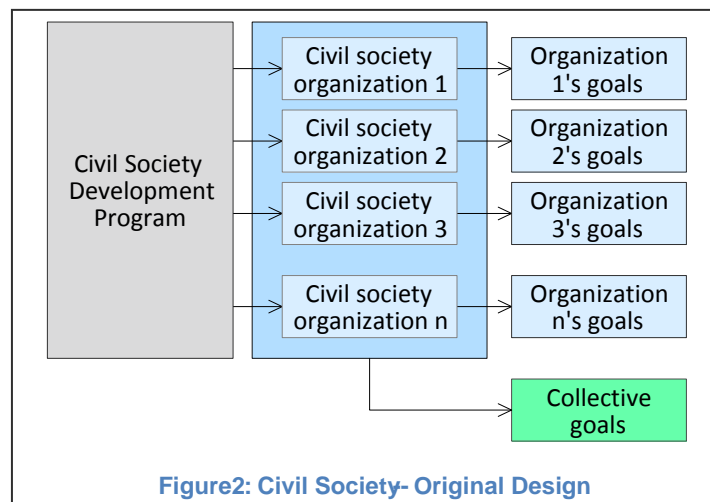 Civil Society
Development
Program
Civil society
organization 1
Organization
1's goals
Civil society
organization 2
Organization
2's goals
Civil society
organization 3
Organization
3's goals
Civil society
organization n
Organization
n's goals
Collective
goals
Figure2: Civil Society- Original Design